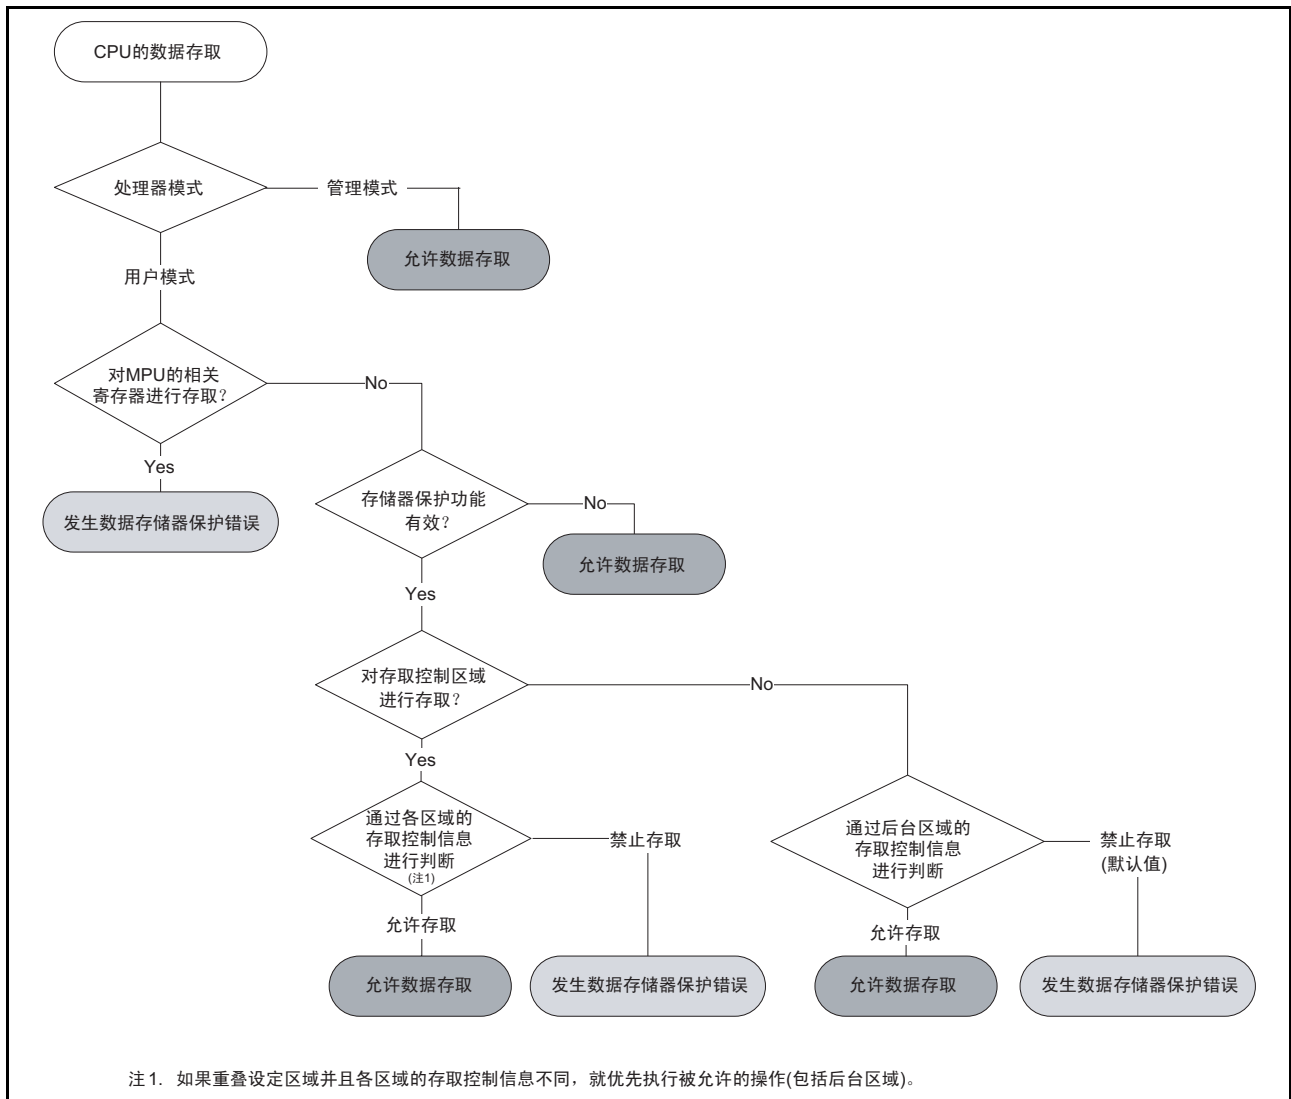 CPU的数据存取
处理器模式
管理模式
允许数据存取
用户模式
对MPU的相关
寄存器进行存取？
No
Yes
发生数据存储器保护错误
存储器保护功能
有效？
No
允许数据存取
Yes
对存取控制区域
进行存取？
No
Yes
通过各区域的
存取控制信息
进行判断
(注1)
禁止存取
通过后台区域的
存取控制信息
进行判断
禁止存取
(默认值)
允许存取
允许存取
允许数据存取
发生数据存储器保护错误
允许数据存取
发生数据存储器保护错误
注1. 如果重叠设定区域并且各区域的存取控制信息不同，就优先执行被允许的操作(包括后台区域)。